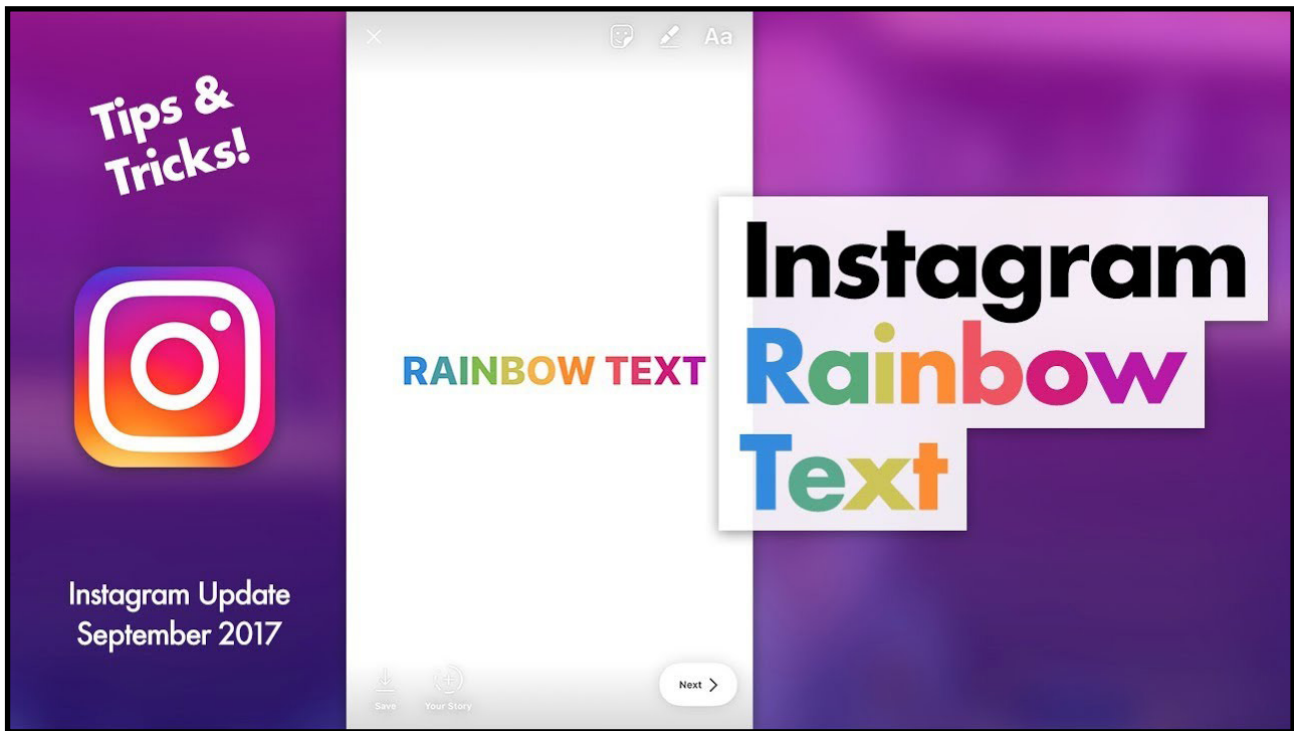 Tips &
Tricks!
Instagram Update
September 2017
Aa
RAINBOW TEXT
Save
Your Story
Next
Instagram
Rainbow
Text